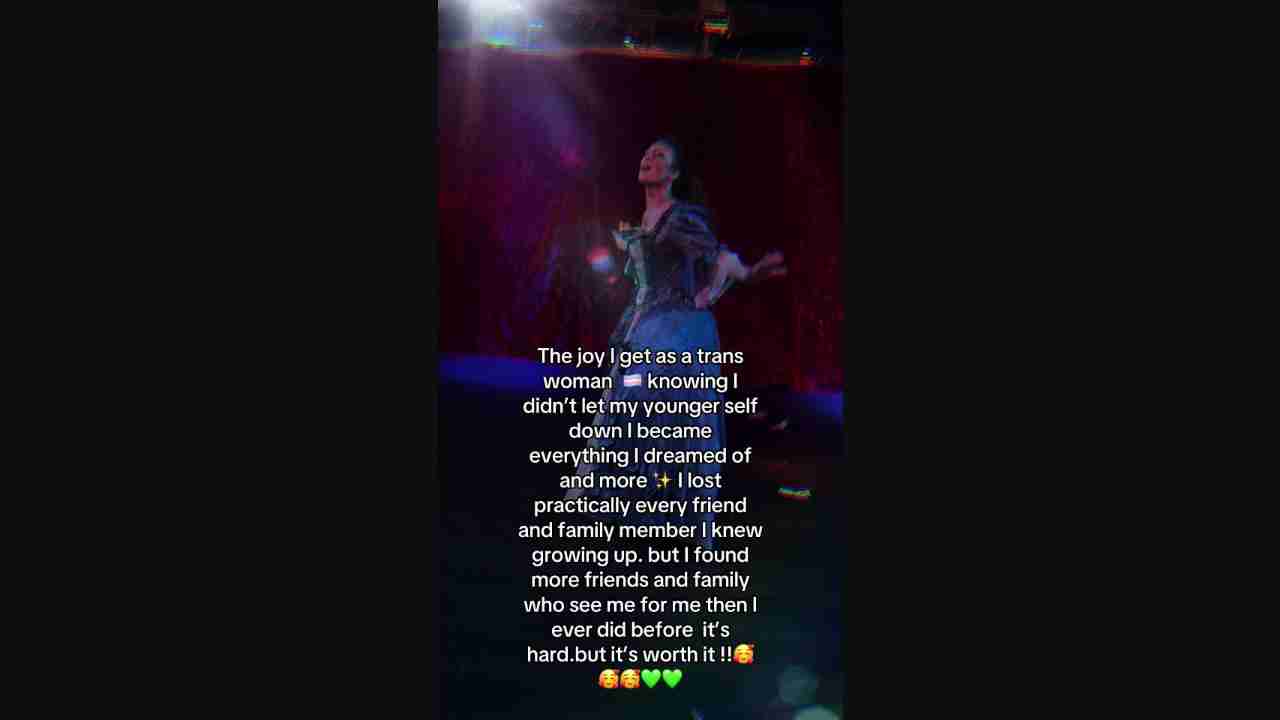 The joy I get as a trans
woman 🏳️‍⚧️ knowing I
didn't let my younger self
down I became
everything I dreamed of
and more ✨ I lost
practically every friend
and family member I knew
growing up. but I found
more friends and family
who see me for me then I
ever did before  it's
hard.but it's worth it !!🥰
🥰🥰💚💚